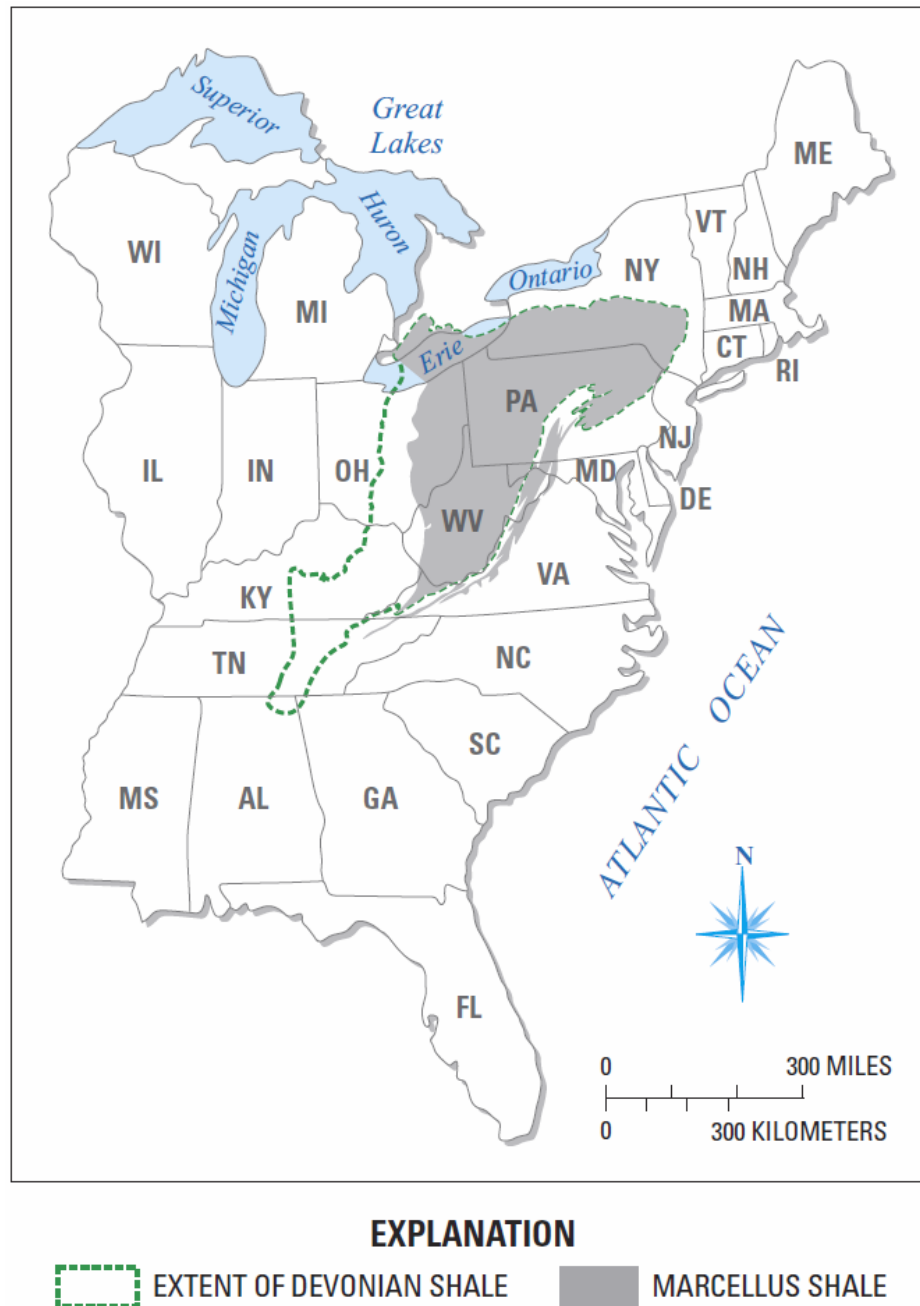 Superior
Great
Lakes
ME
Huron
VT
WI
Michigan
Ontario
NY
NH
MI
MA
Erie
CT
RI
PA
NJ
IL
IN
OH
MD
DE
WV
VA
KY
TN
NC
SC
MS
AL
GA
ATLANTIC OCEAN
N
FL
0 300 MILES
0 300 KILOMETERS
EXPLANATION
EXTENT OF DEVONIAN SHALE
MARCELLUS SHALE